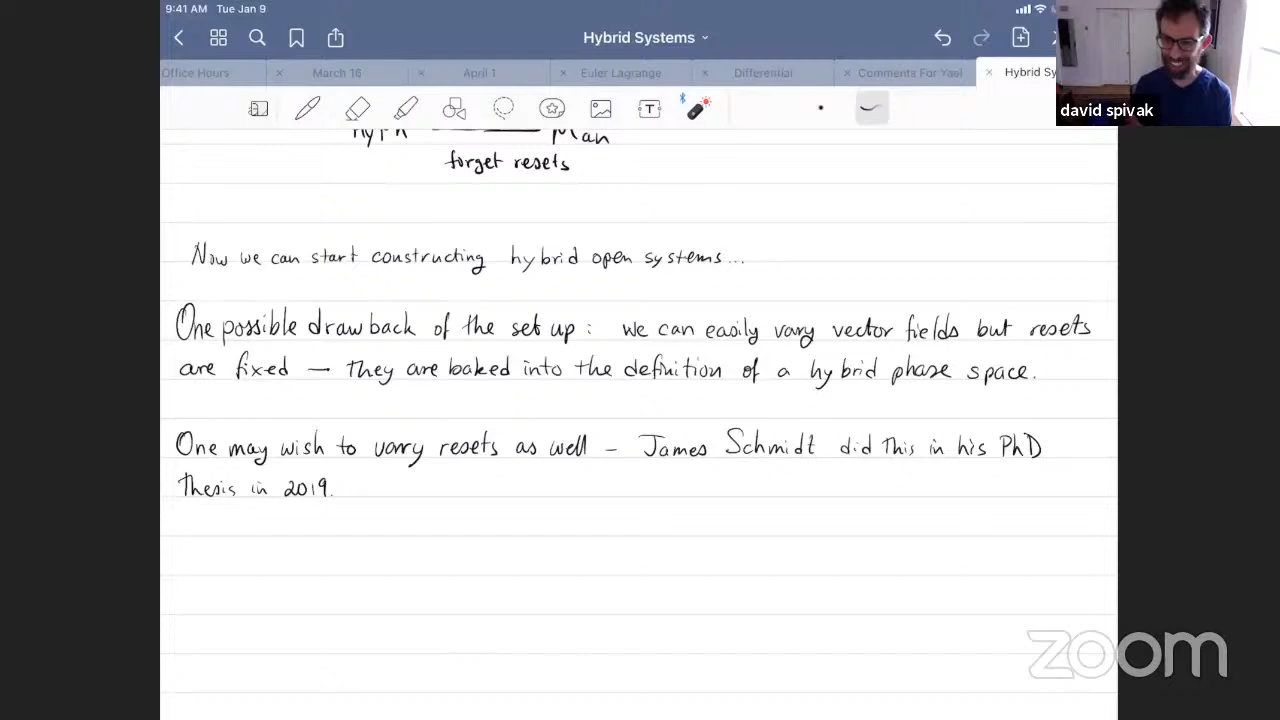 9:41 AM Tue Jan 9
Hybrid Systems
Office Hours
March 16
April 1
Euler Lagrange
Differential
Comments For Yael
Hybrid Sy
david spivak
Man
forget resets
Now we can start constructing hybrid open systems...
One possible drawback of the set up: we can easily vary vector fields but resets
are fixed — They are baked into the definition of a hybrid phase space.
One may wish to varry resets as well - James Schmidt did This in his PhD
Thesis in 2019.
zoom